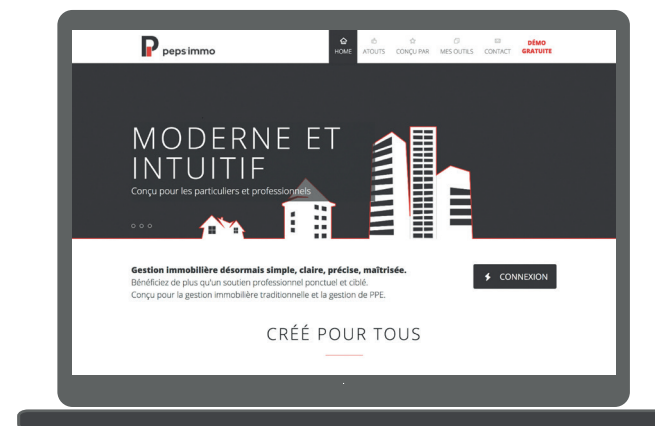 peps immo
HOME
ATOUTS
CONÇU PAR
MES OUTILS
CONTACT
DÉMO
GRATUITE
MODERNE ET
INTUITIF
Conçu pour les particuliers et professionnels
Gestion immobilière désormais simple, claire, précise, maîtrisée.
Bénéficiez de plus qu'un soutien professionnel ponctuel et ciblé.
Conçu pour la gestion immobilière traditionnelle et la gestion de PPE.
CONNEXION
CRÉÉ POUR TOUS